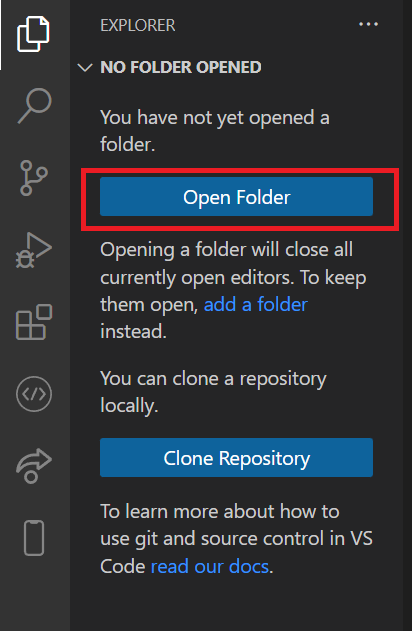 EXPLORER
NO FOLDER OPENED
You have not yet opened a
folder.
Open Folder
Opening a folder will close all
currently open editors. To keep
them open, add a folder
instead.
You can clone a repository
locally.
Clone Repository
To learn more about how to
use git and source control in VS
Code read our docs.